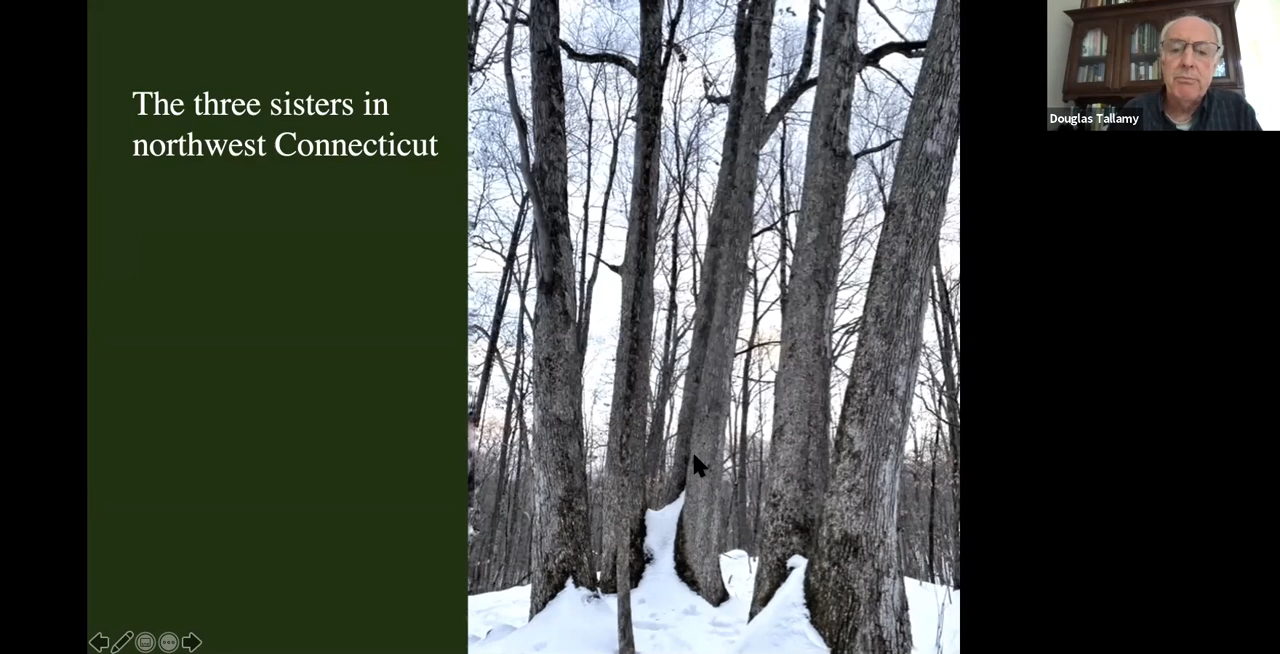 The three sisters in
northwest Connecticut
Douglas Tallamy